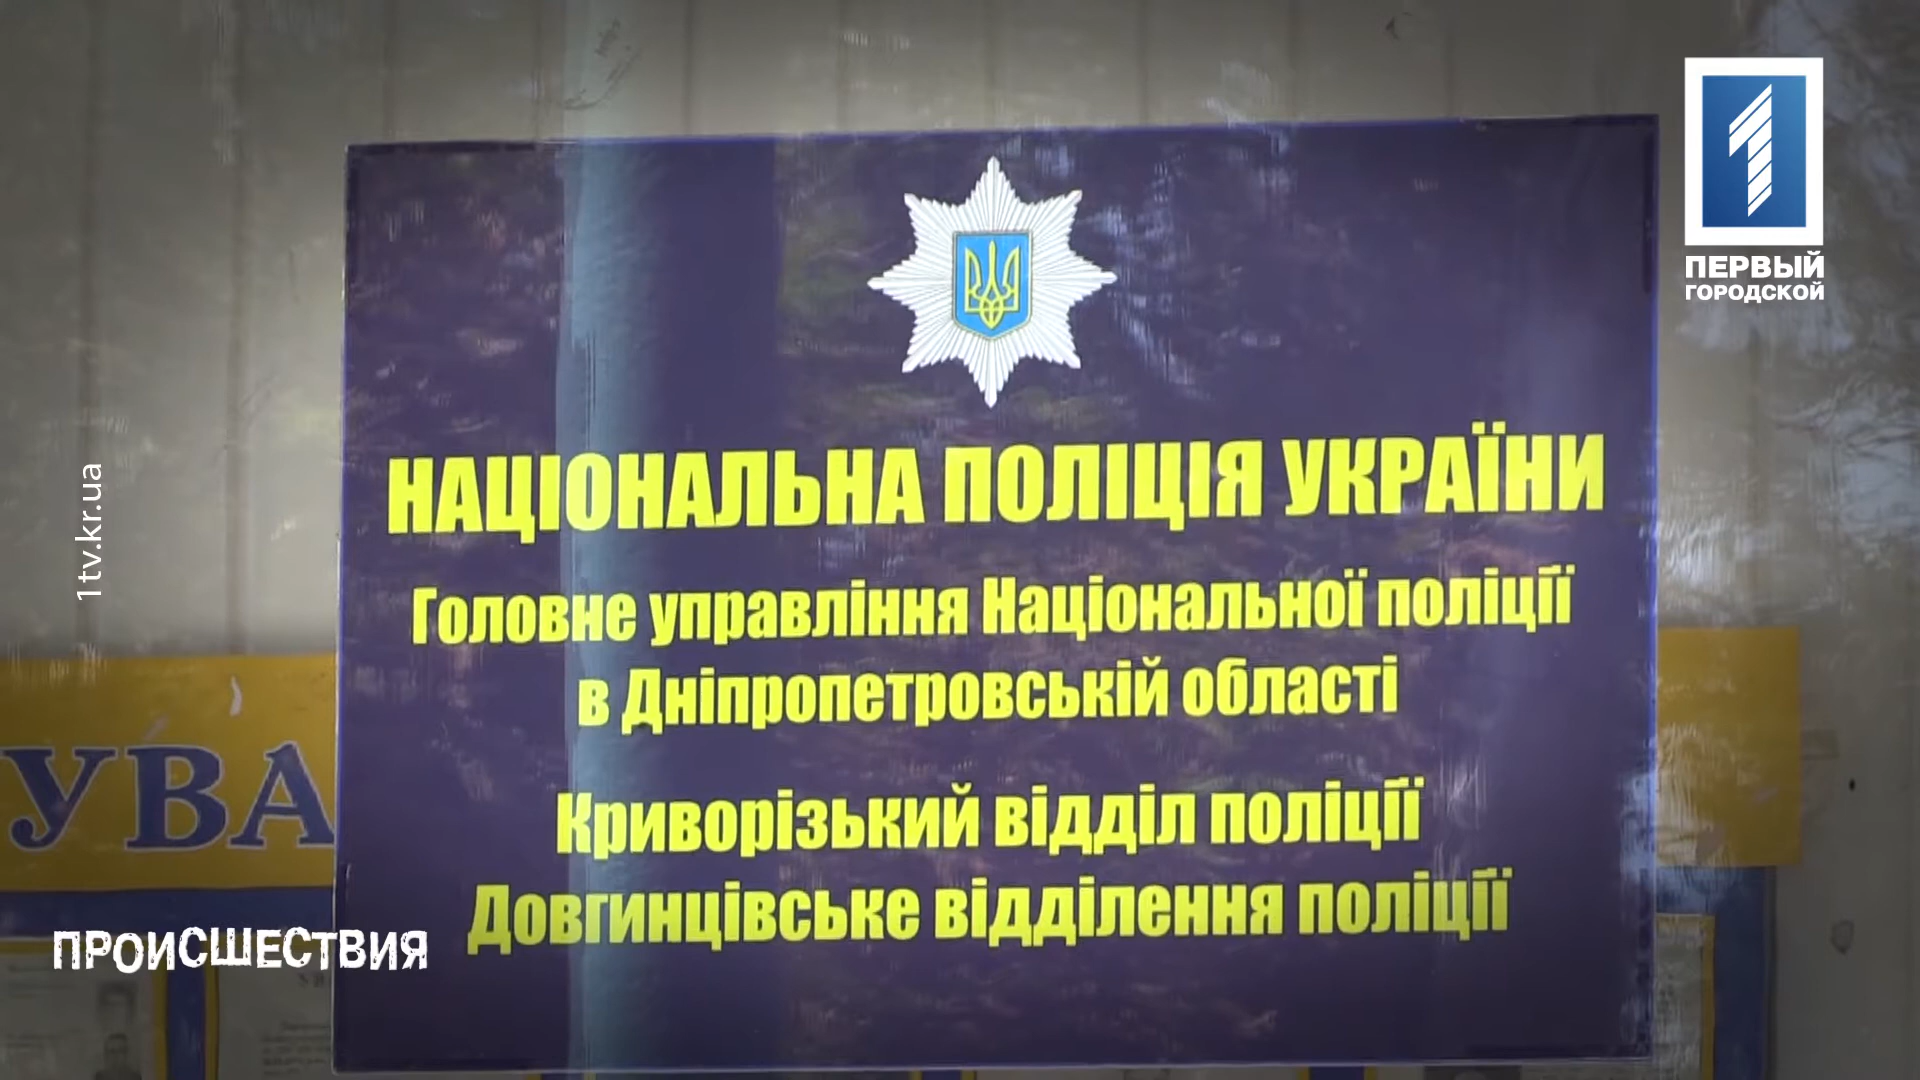 ПЕРВЫЙ
ГОРОДСКОЙ
НАЦІОНАЛЬНА ПОЛІЦІЯ УКРАЇНИ
Головне управління Національної поліції
в Дніпропетровській області
Криворізький відділ поліції
Довгинцівське відділення поліції
1tv.kr.ua
УВА
ПРОИСШЕСТВИЯ